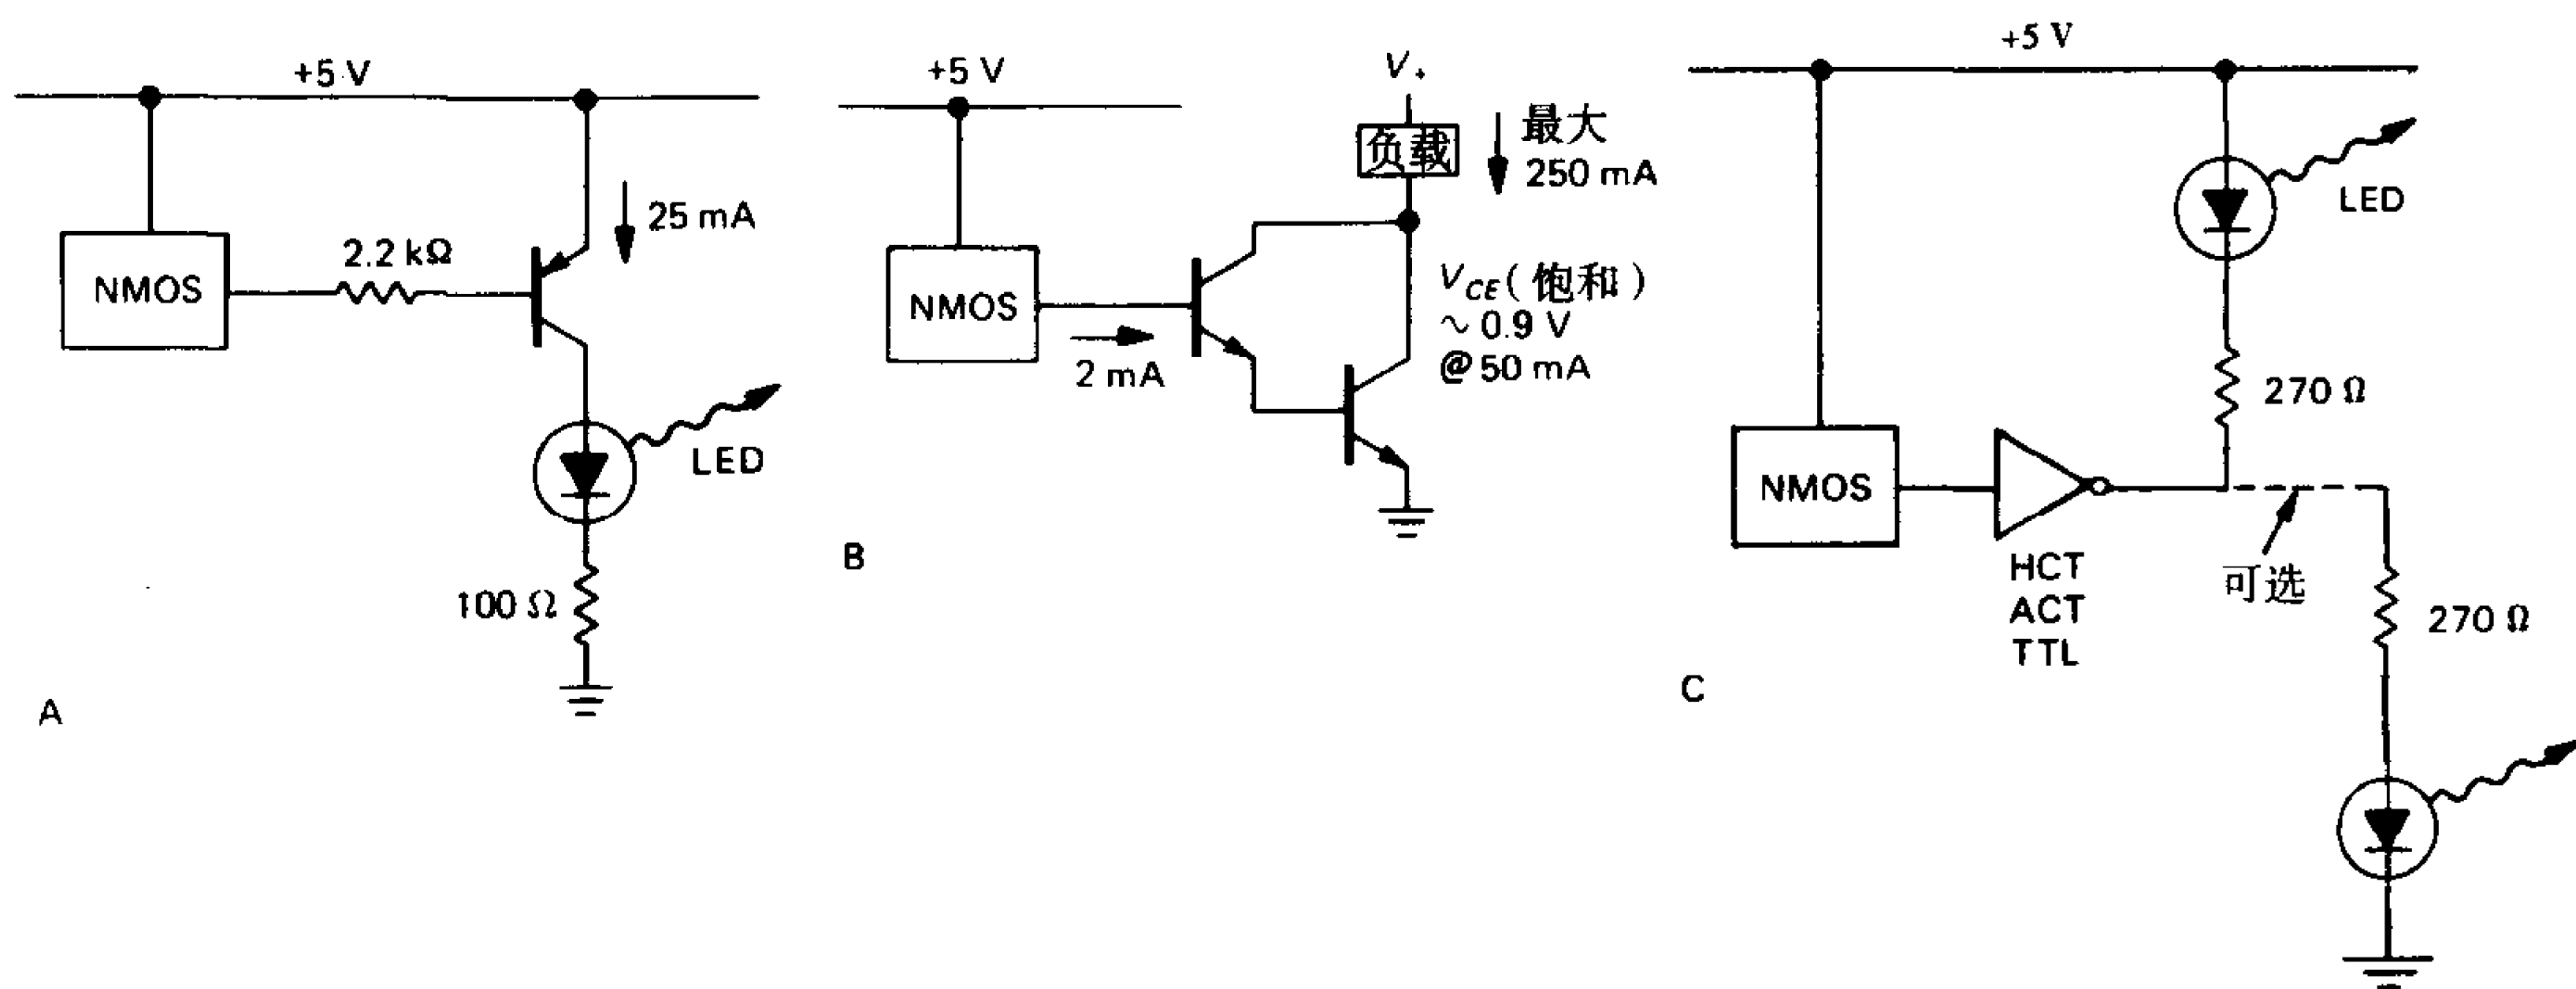 +5 V
NMOS
2.2 kΩ
25 mA
LED
100 Ω
A
+5 V
NMOS
2 mA
V+
负载
最大
250 mA
VCE(饱和)
~ 0.9 V
@ 50 mA
B
+5 V
LED
270 Ω
NMOS
HCT
ACT
TTL
可选
270 Ω
C